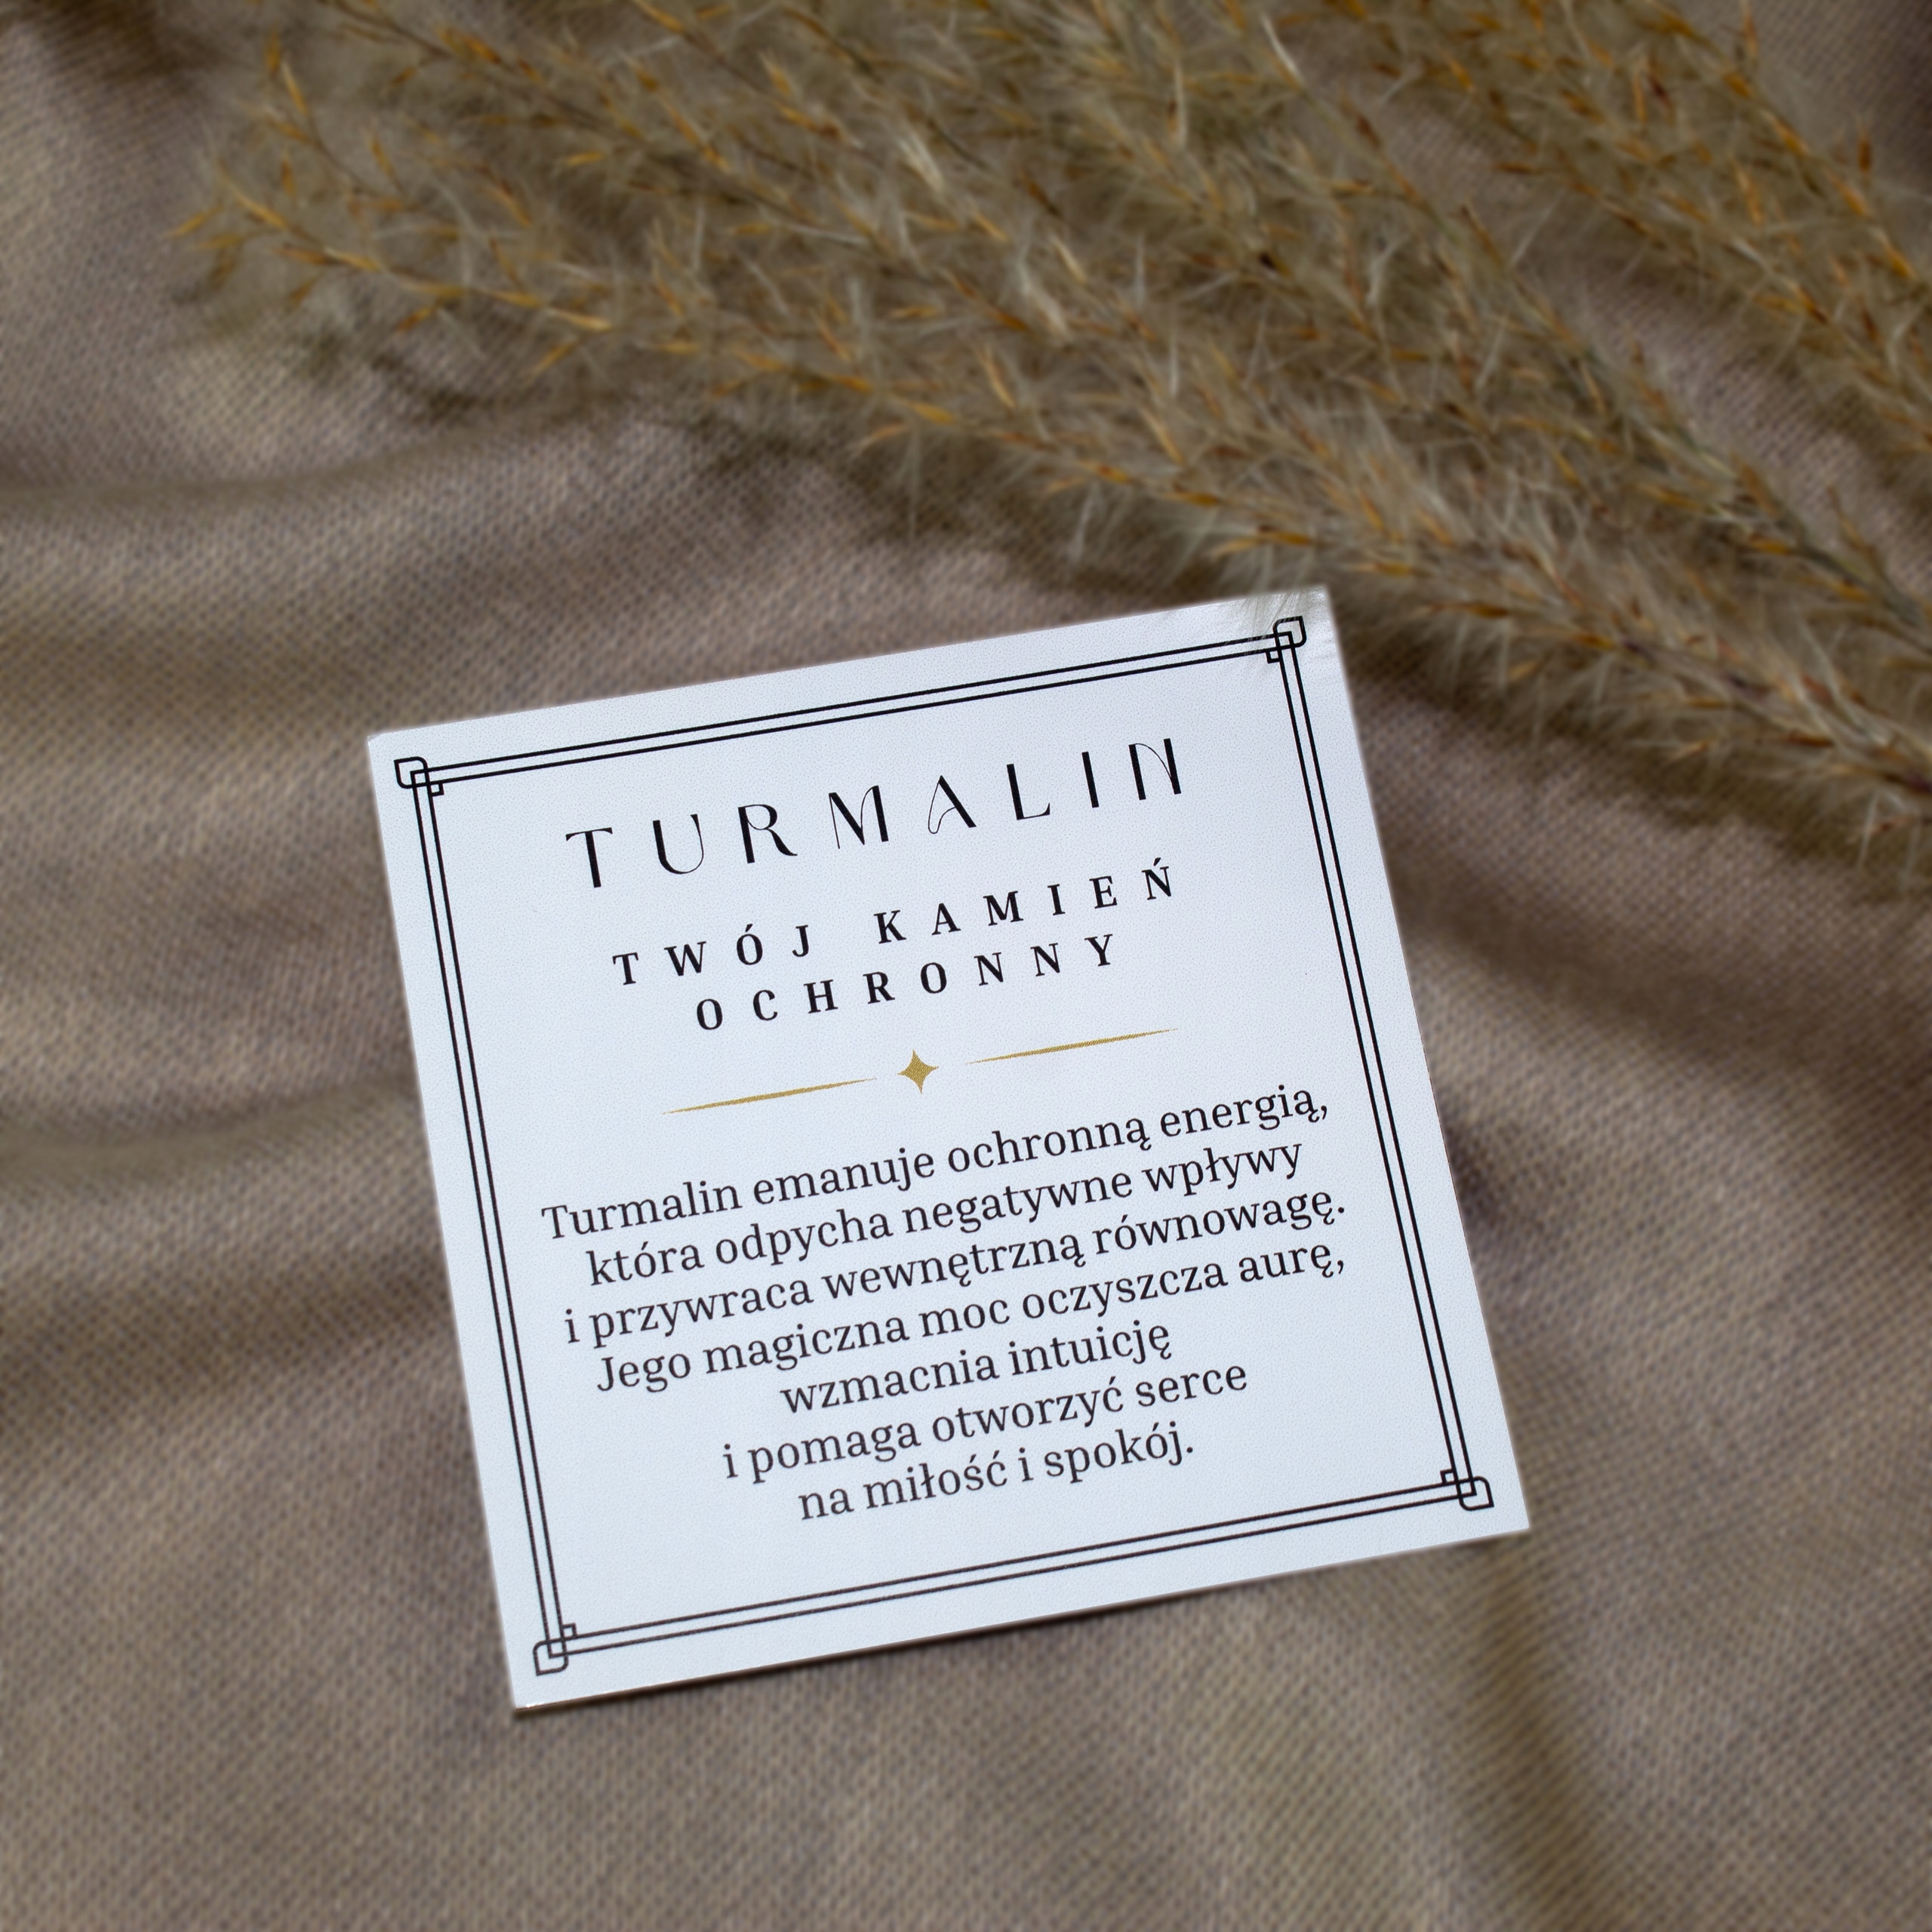 TURMALIN
TWÓJ KAMIEŃ
OCHRONNY
Turmalin emanuje ochronną energią,
która odpycha negatywne wpływy
i przywraca wewnętrzną równowagę.
Jego magiczna moc oczyszcza aurę,
wzmacnia intuicję
i pomaga otworzyć serce
na miłość i spokój.